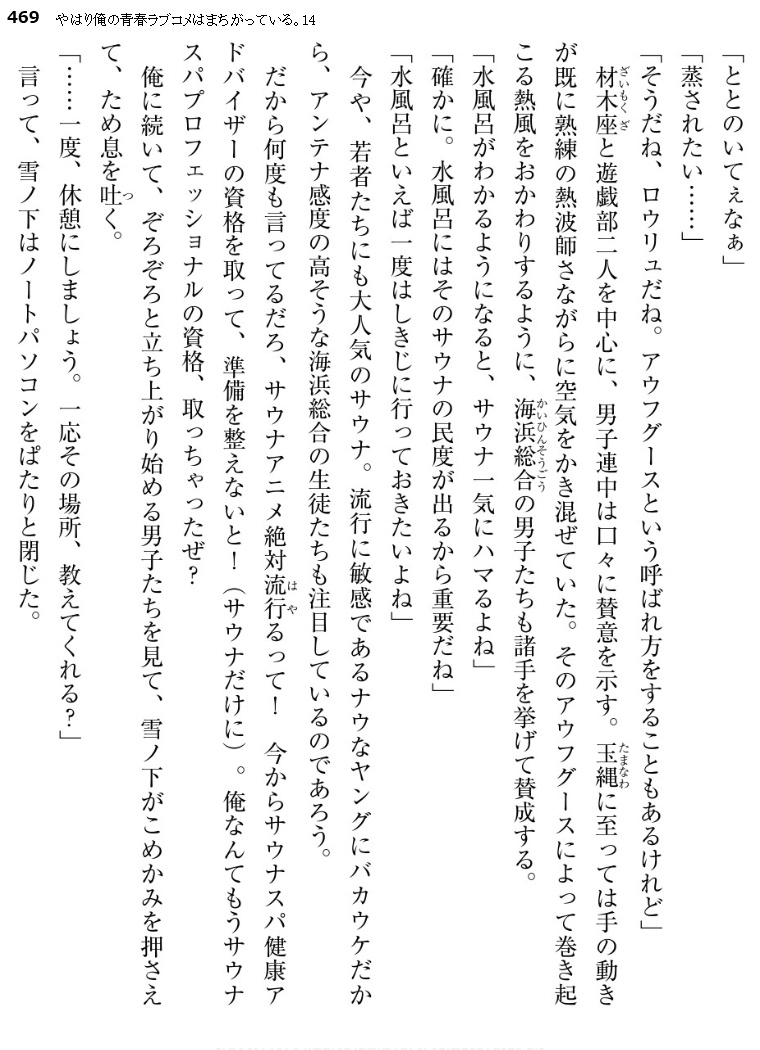 469 やはり俺の青春ラブコメはまちがっている。14
「ととのいてぇなぁ」
「蒸されたい……」
「そうだね、ロウリュだね。アウフグースという呼ばれ方をすることもあるけれど」
材木座と遊戯部二人を中心に、男子連中は口々に賛意を示す。玉縄に至っては手の動き
が既に熟練の熱波師さながらに空気をかき混ぜていた。そのアウフグースによって巻き起
こる熱風をおかわりするように、海浜総合の男子たちも諸手を挙げて賛成する。
「水風呂がわかるようになると、サウナ一気にハマるよね」
「確かに。水風呂にはそのサウナの民度が出るから重要だね」
「水風呂といえば一度はしきじに行っておきたいよね」
今や、若者たちにも大人気のサウナ。流行に敏感であるナウなヤングにバカウケだか
ら、アンテナ感度の高そうな海浜総合の生徒たちも注目しているのであろう。
だから何度も言ってるだろ、サウナアニメ絶対流行るって！　今からサウナスパ健康ア
ドバイザーの資格を取って、準備を整えないと！（サウナだけに）。俺なんてもうサウナ
スパプロフェッショナルの資格、取っちゃったぜ？
俺に続いて、ぞろぞろと立ち上がり始める男子たちを見て、雪ノ下がこめかみを押さえ
て、ため息を吐く。
「……一度、休憩にしましょう。一応その場所、教えてくれる？」
言って、雪ノ下はノートパソコンをぱたりと閉じた。